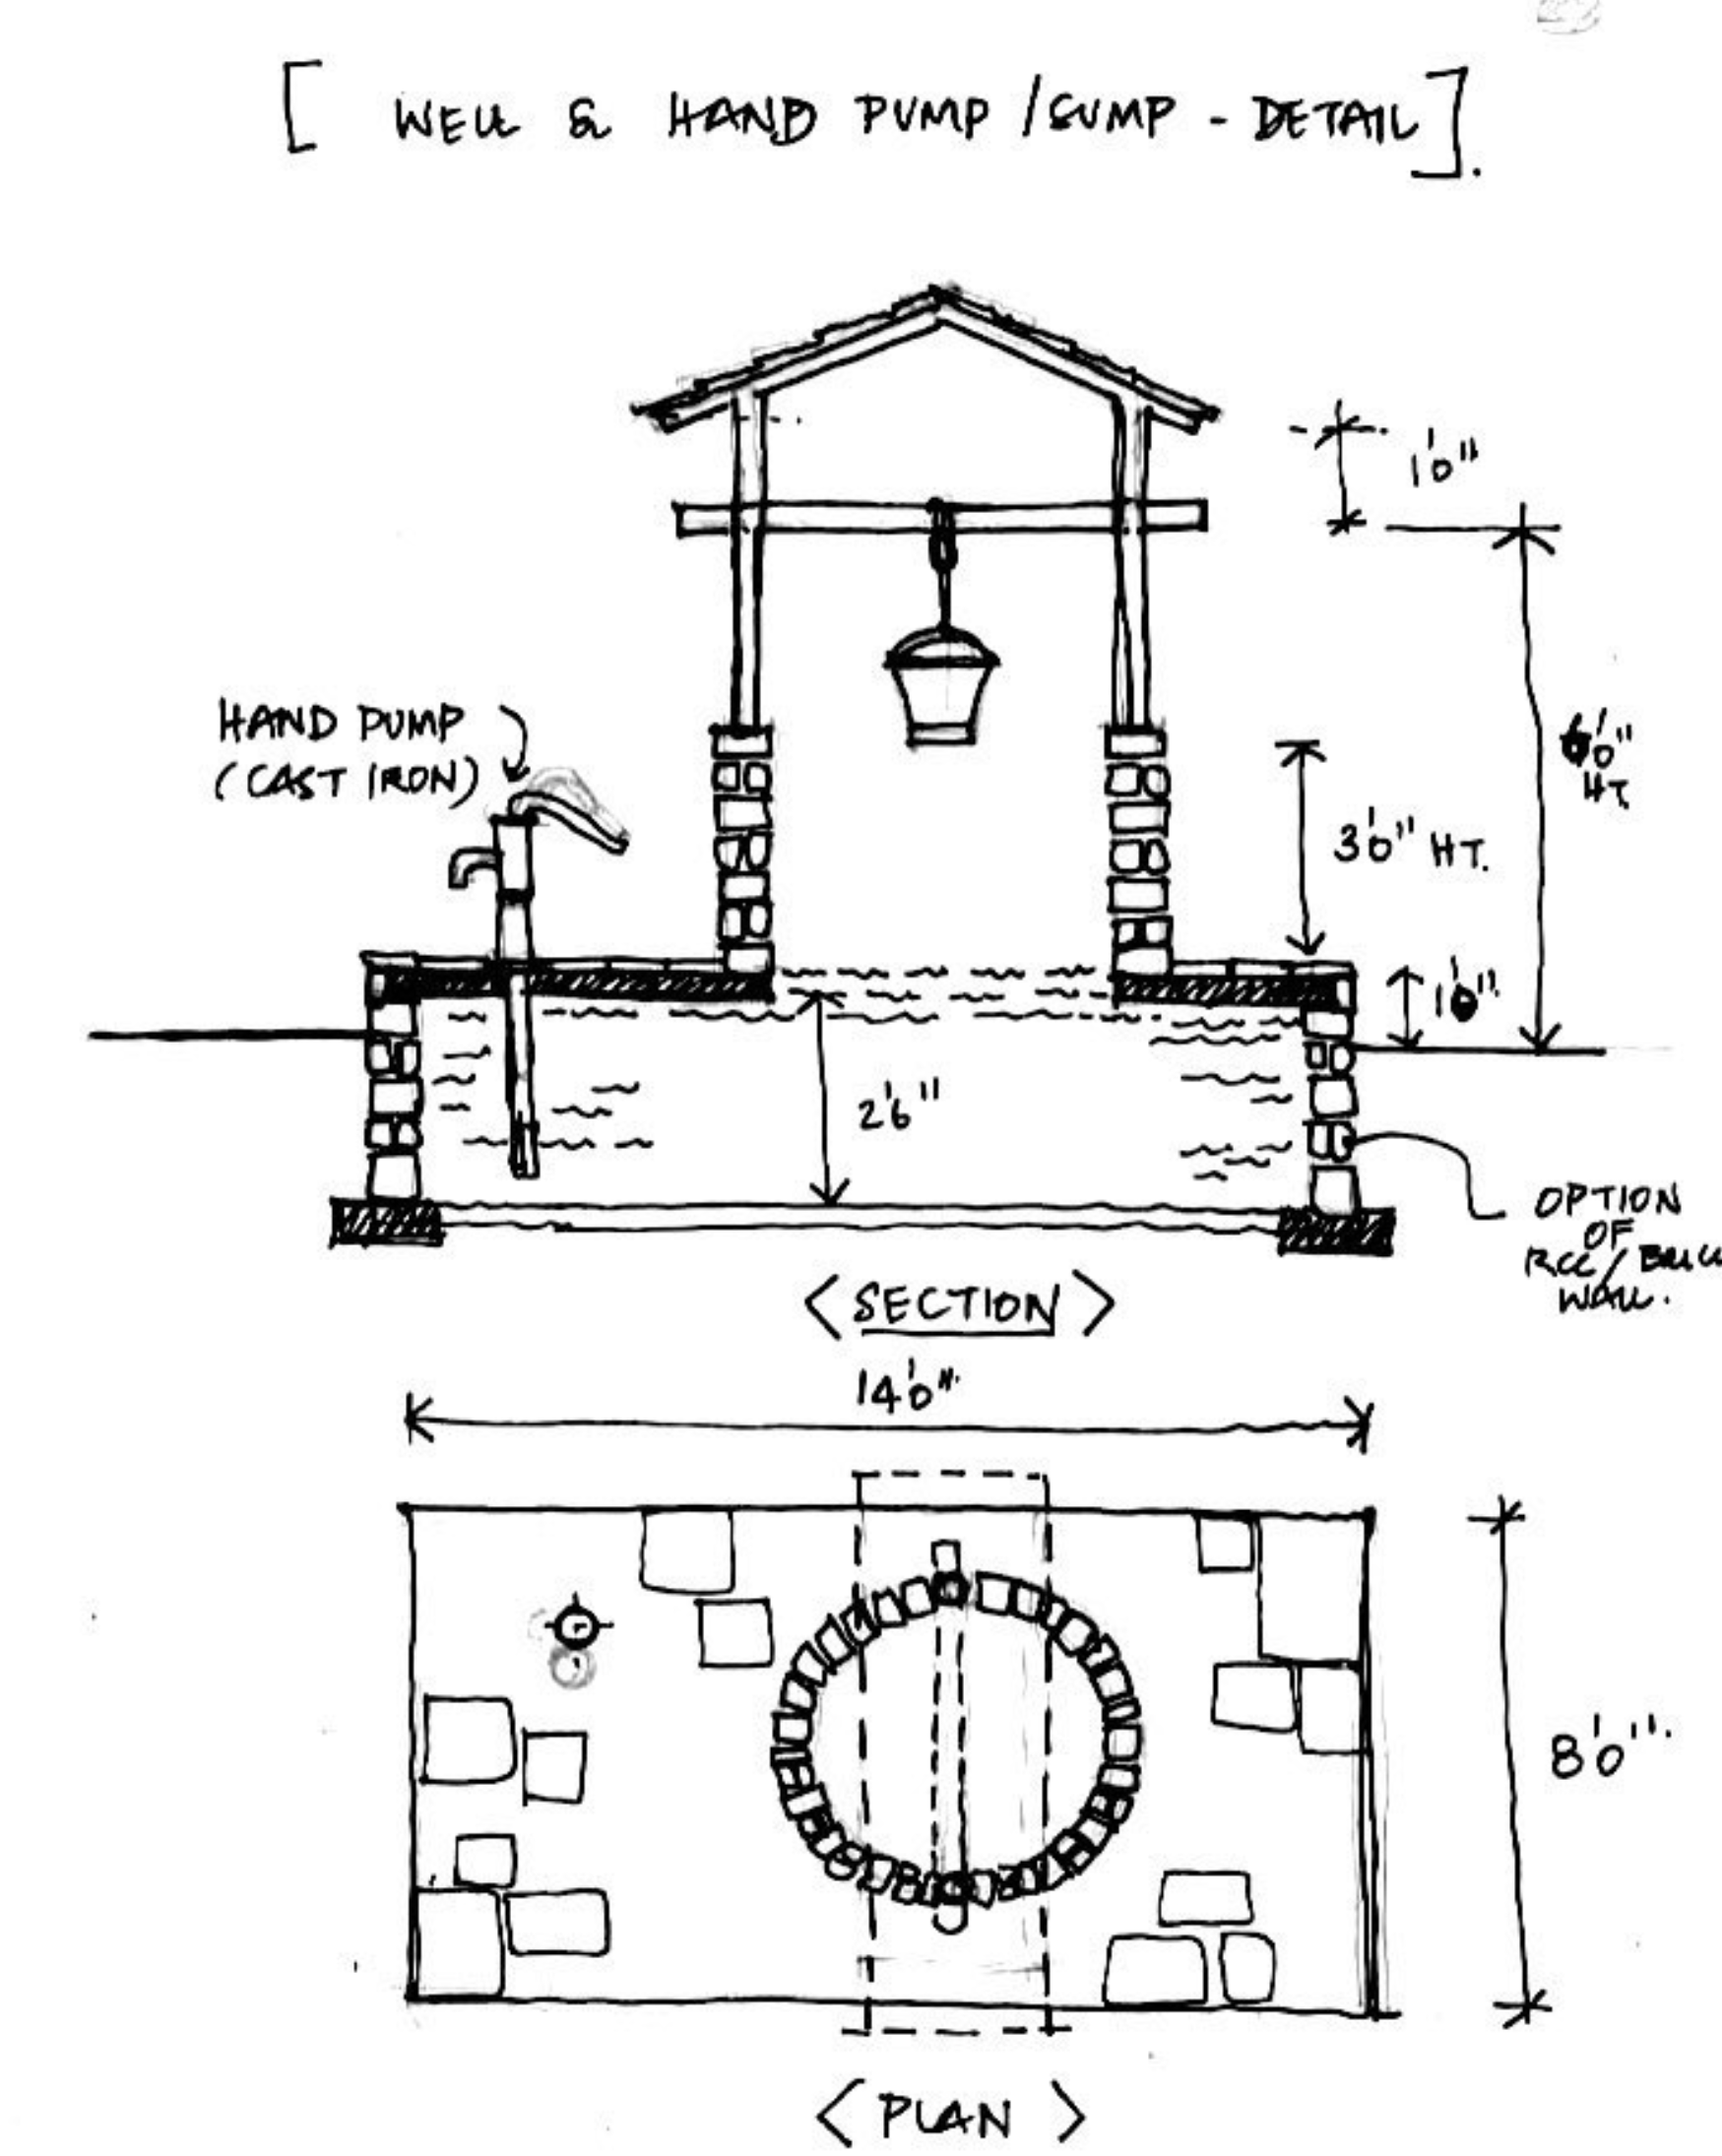 [ WELL & HAND PUMP / SUMP - DETAIL ].
1'0"
HAND PUMP
(CAST IRON)
6'0"
HT.
3'0" HT.
1'0".
2'6"
OPTION
OF
RCC / BRICK
WALL.
< SECTION >
14'0".
8'0".
< PLAN >